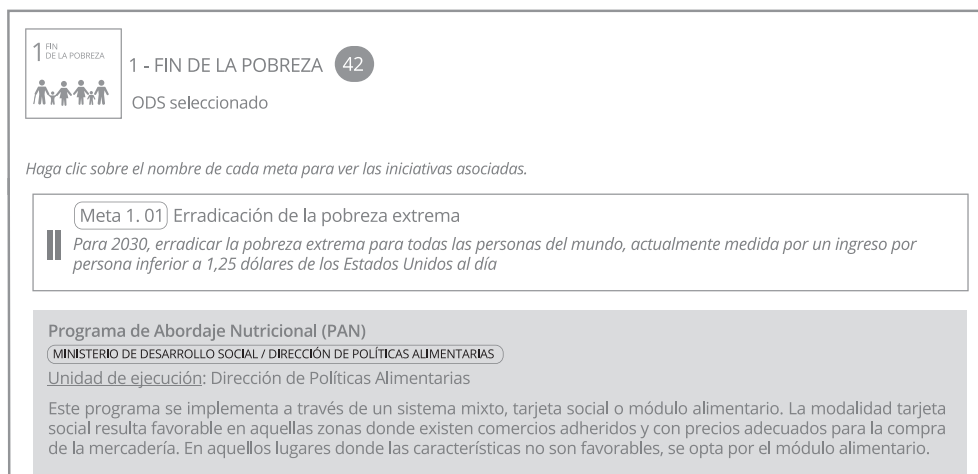 1 FIN
DE LA POBREZA
1 - FIN DE LA POBREZA 42
ODS seleccionado
Haga clic sobre el nombre de cada meta para ver las iniciativas asociadas.
Meta 1. 01 Erradicación de la pobreza extrema
Para 2030, erradicar la pobreza extrema para todas las personas del mundo, actualmente medida por un ingreso por
persona inferior a 1,25 dólares de los Estados Unidos al día
Programa de Abordaje Nutricional (PAN)
MINISTERIO DE DESARROLLO SOCIAL / DIRECCIÓN DE POLÍTICAS ALIMENTARIAS
Unidad de ejecución: Dirección de Políticas Alimentarias
Este programa se implementa a través de un sistema mixto, tarjeta social o módulo alimentario. La modalidad tarjeta
social resulta favorable en aquellas zonas donde existen comercios adheridos y con precios adecuados para la compra
de la mercadería. En aquellos lugares donde las características no son favorables, se opta por el módulo alimentario.